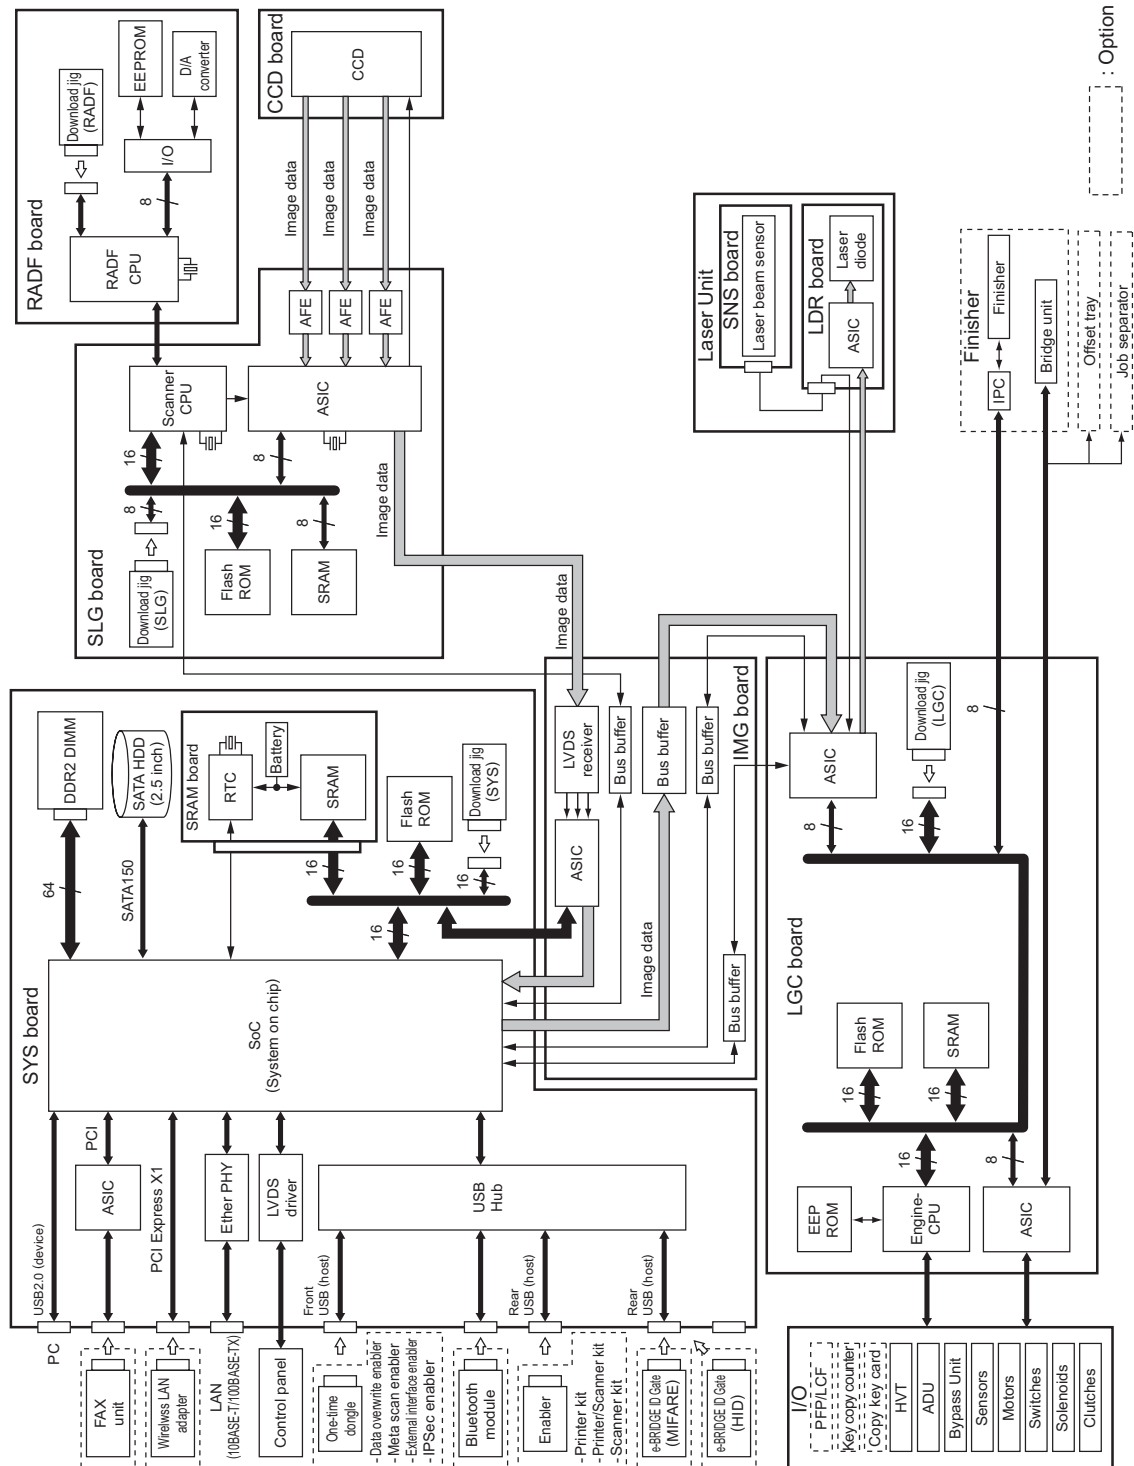 RADF board
Download jig
(RADF)
EEPROM
D/A
converter
I/O
8
RADF
CPU
CCD board
CCD
Image data
Image data
Image data
SLG board
Scanner
CPU
ASIC
AFE
AFE
AFE
16
8
8
16
8
Download jig
(SLG)
Flash
ROM
SRAM
Image data
Image data
Laser Unit
SNS board
Laser beam sensor
LDR board
Laser
diode
ASIC
: Option
Finisher
Finisher
IPC
Bridge unit
Offset tray
Job separator
SYS board
DDR2 DIMM
SATA HDD
(2.5 inch)
SRAM board
RTC
Battery
SRAM
Flash
ROM
Download jig
(SYS)
64
SATA150
16
16
16
16
SoC
(System on chip)
IMG board
LVDS
receiver
Bus buffer
Bus buffer
Bus buffer
Bus buffer
ASIC
Image data
Image data
USB2.0 (device)
PCI
ASIC
PCI Express X1
Ether PHY
LVDS
driver
USB
Hub
Front
USB (host)
Rear
USB (host)
Rear
USB (host)
PC
FAX
unit
Wirelwss LAN
adapter
LAN
(10BASE-T/100BASE-TX)
Control panel
One-time
dongle
- Data overwrite enabler
- Meta scan enabler
- External interface enabler
- IPSec enabler
Bluetooth
module
Enabler
- Printer kit
- Printer/Scanner kit
- Scanner kit
e-BRIDGE ID Gate
(MIFARE)
e-BRIDGE ID Gate
(HID)
LGC board
ASIC
Download jig
(LGC)
8
16
8
Flash
ROM
SRAM
16
16
16
8
EEP
ROM
Engine-
CPU
ASIC
I/O
PFP/LCF
Key copy counter
Copy key card
HVT
ADU
Bypass Unit
Sensors
Motors
Switches
Solenoids
Clutches